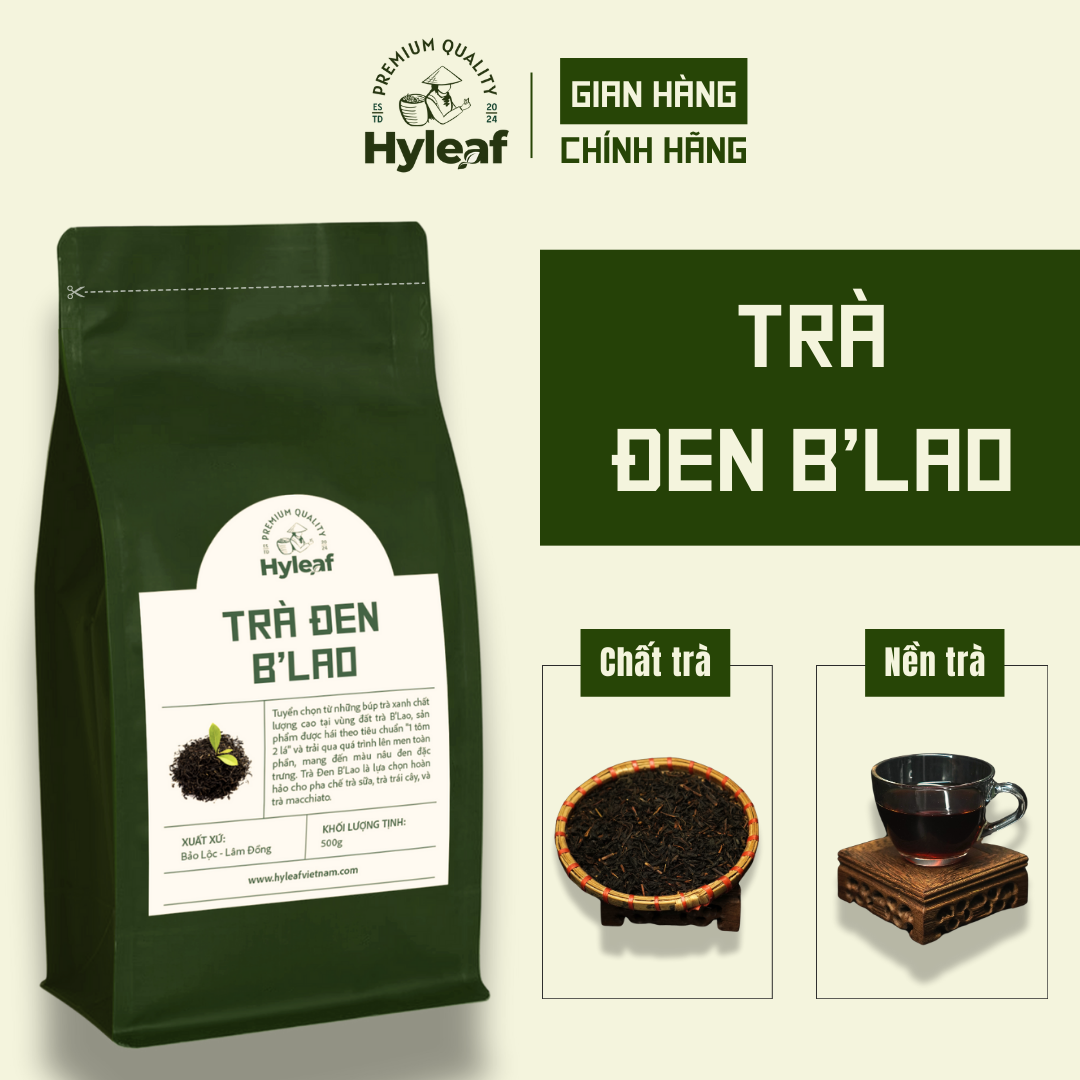 PREMIUM QUALITY
ESTD 2024
Hyleaf
GIAN HÀNG
CHÍNH HÃNG
TRÀ
ĐEN B'LAO
PREMIUM QUALITY
Hyleaf
TRÀ ĐEN
B'LAO
Tuyển chọn từ những búp trà xanh chất
lượng cao tại vùng đất trà B'Lao, sản
phẩm được hái theo tiêu chuẩn "1 tôm
2 lá" và trải qua quá trình lên men toàn
phần, mang đến màu nâu đen đặc
trưng. Trà Đen B'Lao là lựa chọn hoàn
hảo cho pha chế trà sữa, trà trái cây, và
trà macchiato.
XUẤT XỨ:
Bảo Lộc - Lâm Đồng
KHỐI LƯỢNG TỊNH:
500g
www.hyleafvietnam.com
Chất trà
Nền trà